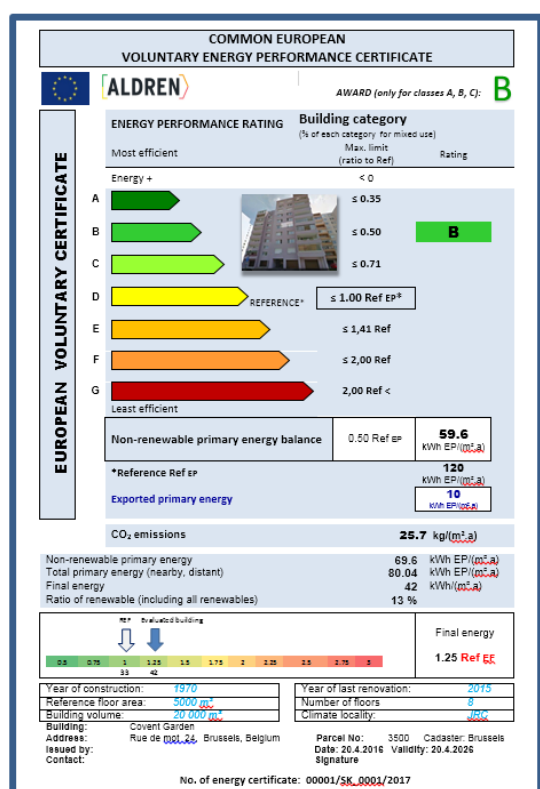 COMMON EUROPEAN
VOLUNTARY ENERGY PERFORMANCE CERTIFICATE
ALDREN
AWARD (only for classes A, B, C): B
EUROPEAN VOLUNTARY CERTIFICATE
ENERGY PERFORMANCE RATING Building category
(% of each category for mixed use)
Most efficient Max. limit (ratio to Ref) Rating
Energy + < 0
A ≤ 0.35
B ≤ 0.50 B
C ≤ 0.71
D REFERENCE* ≤ 1.00 Ref EP*
E ≤ 1,41 Ref
F ≤ 2,00 Ref
G 2,00 Ref <
Least efficient
Non-renewable primary energy balance 0.50 Ref EP 59.6 kWh EP/(m².a)
*Reference Ref EP 120 kWh EP/(m².a)
Exported primary energy 10 kWh EP/(m².a)
CO₂ emissions 25.7 kg/(m².a)
Non-renewable primary energy 69.6 kWh EP/(m².a)
Total primary energy (nearby, distant) 80.04 kWh EP/(m².a)
Final energy 42 kWh/(m².a)
Ratio of renewable (including all renewables) 13 %
REF Evaluated building
0.5 0.75 1 1.25 1.5 1.75 2 2.25 2.5 2.75 3
33 42
Final energy
1.25 Ref EF
Year of construction: 1970 Year of last renovation: 2015
Reference floor area: 5000 m² Number of floors 8
Building volume: 20 000 m³ Climate locality: JRC
Building: Covent Garden
Address: Rue de mot 24, Brussels, Belgium Parcel No: 3500 Cadaster: Brussels
Issued by: Date: 20.4.2016 Validity: 20.4.2026
Contact: Signature
No. of energy certificate: 00001/SK_0001/2017